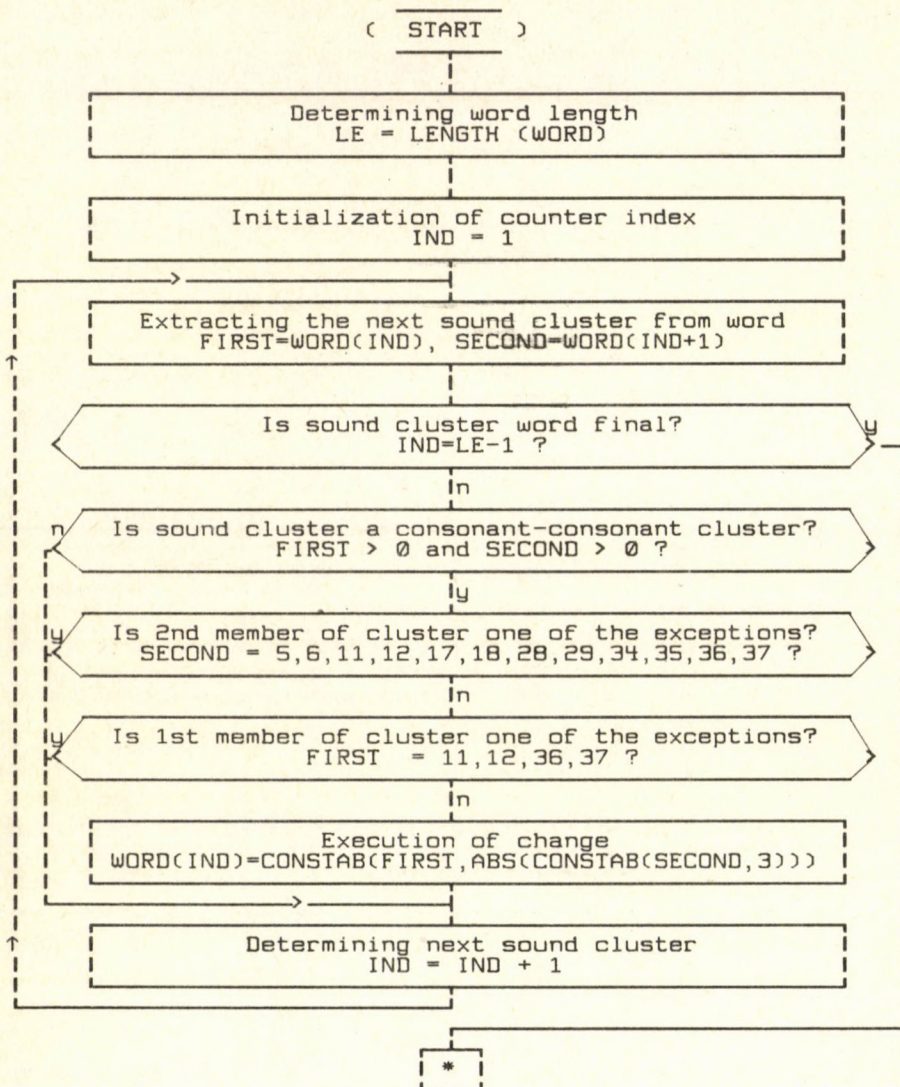 ( START )
Determining word length
LE = LENGTH (WORD)
Initialization of counter index
IND = 1
>
Extracting the next sound cluster from word
FIRST=WORD(IND), SECOND=WORD(IND+1)
↑
Is sound cluster word final?
y
IND=LE-1 ?
n
n
Is sound cluster a consonant-consonant cluster?
FIRST > 0 and SECOND > 0 ?
y
y
Is 2nd member of cluster one of the exceptions?
SECOND = 5,6,11,12,17,18,28,29,34,35,36,37 ?
n
y
Is 1st member of cluster one of the exceptions?
FIRST = 11,12,36,37 ?
n
Execution of change
WORD(IND)=CONSTAB(FIRST,ABS(CONSTAB(SECOND,3)))
>
↑
Determining next sound cluster
IND = IND + 1
*